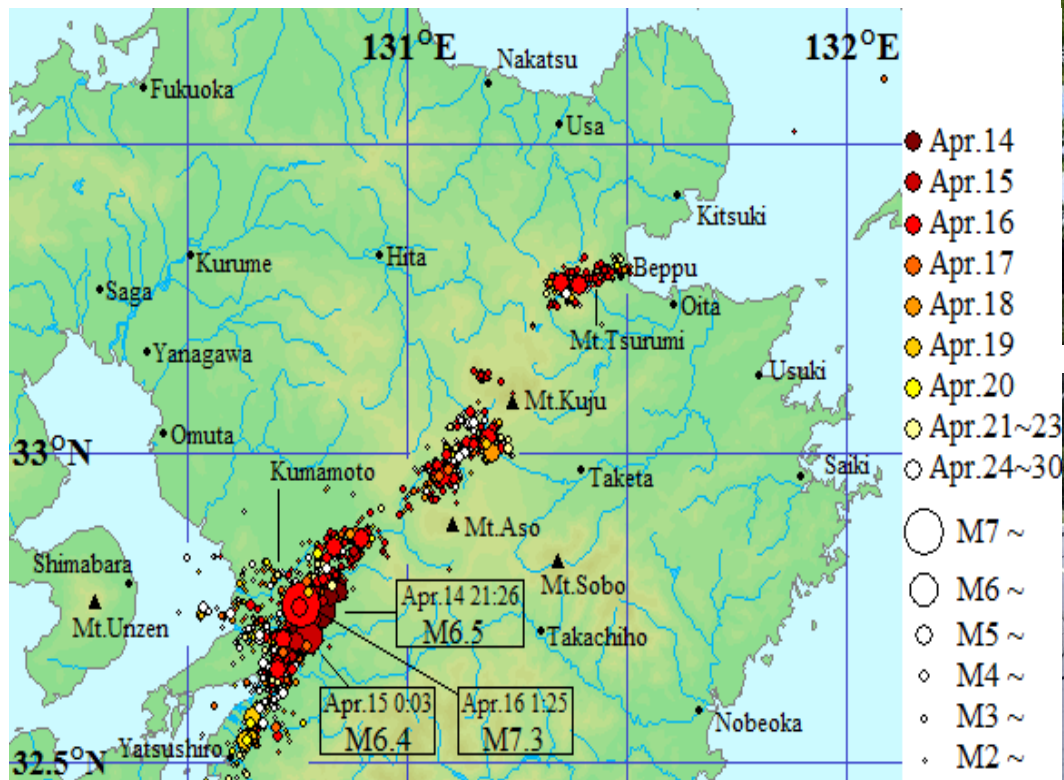 131°E
132°E
Nakatsu
Fukuoka
Usa
Apr.14
Apr.15
Kitsuki
Apr.16
Kurume
Hita
Beppu
Apr.17
Saga
Oita
Apr.18
Mt.Tsurumi
Yanagawa
Apr.19
Usuki
Apr.20
Mt.Kuju
Omuta
Apr.21~23
33°N
Kumamoto
Taketa
Saiki
Apr.24~30
Mt.Aso
M7 ~
Shimabara
Mt.Sobo
M6 ~
Apr.14 21:26
M6.5
Mt.Unzen
Takachiho
M5 ~
M4 ~
Apr.15 0:03
M6.4
Apr.16 1:25
M7.3
Nobeoka
M3 ~
Yatsushiro
32.5°N
M2 ~